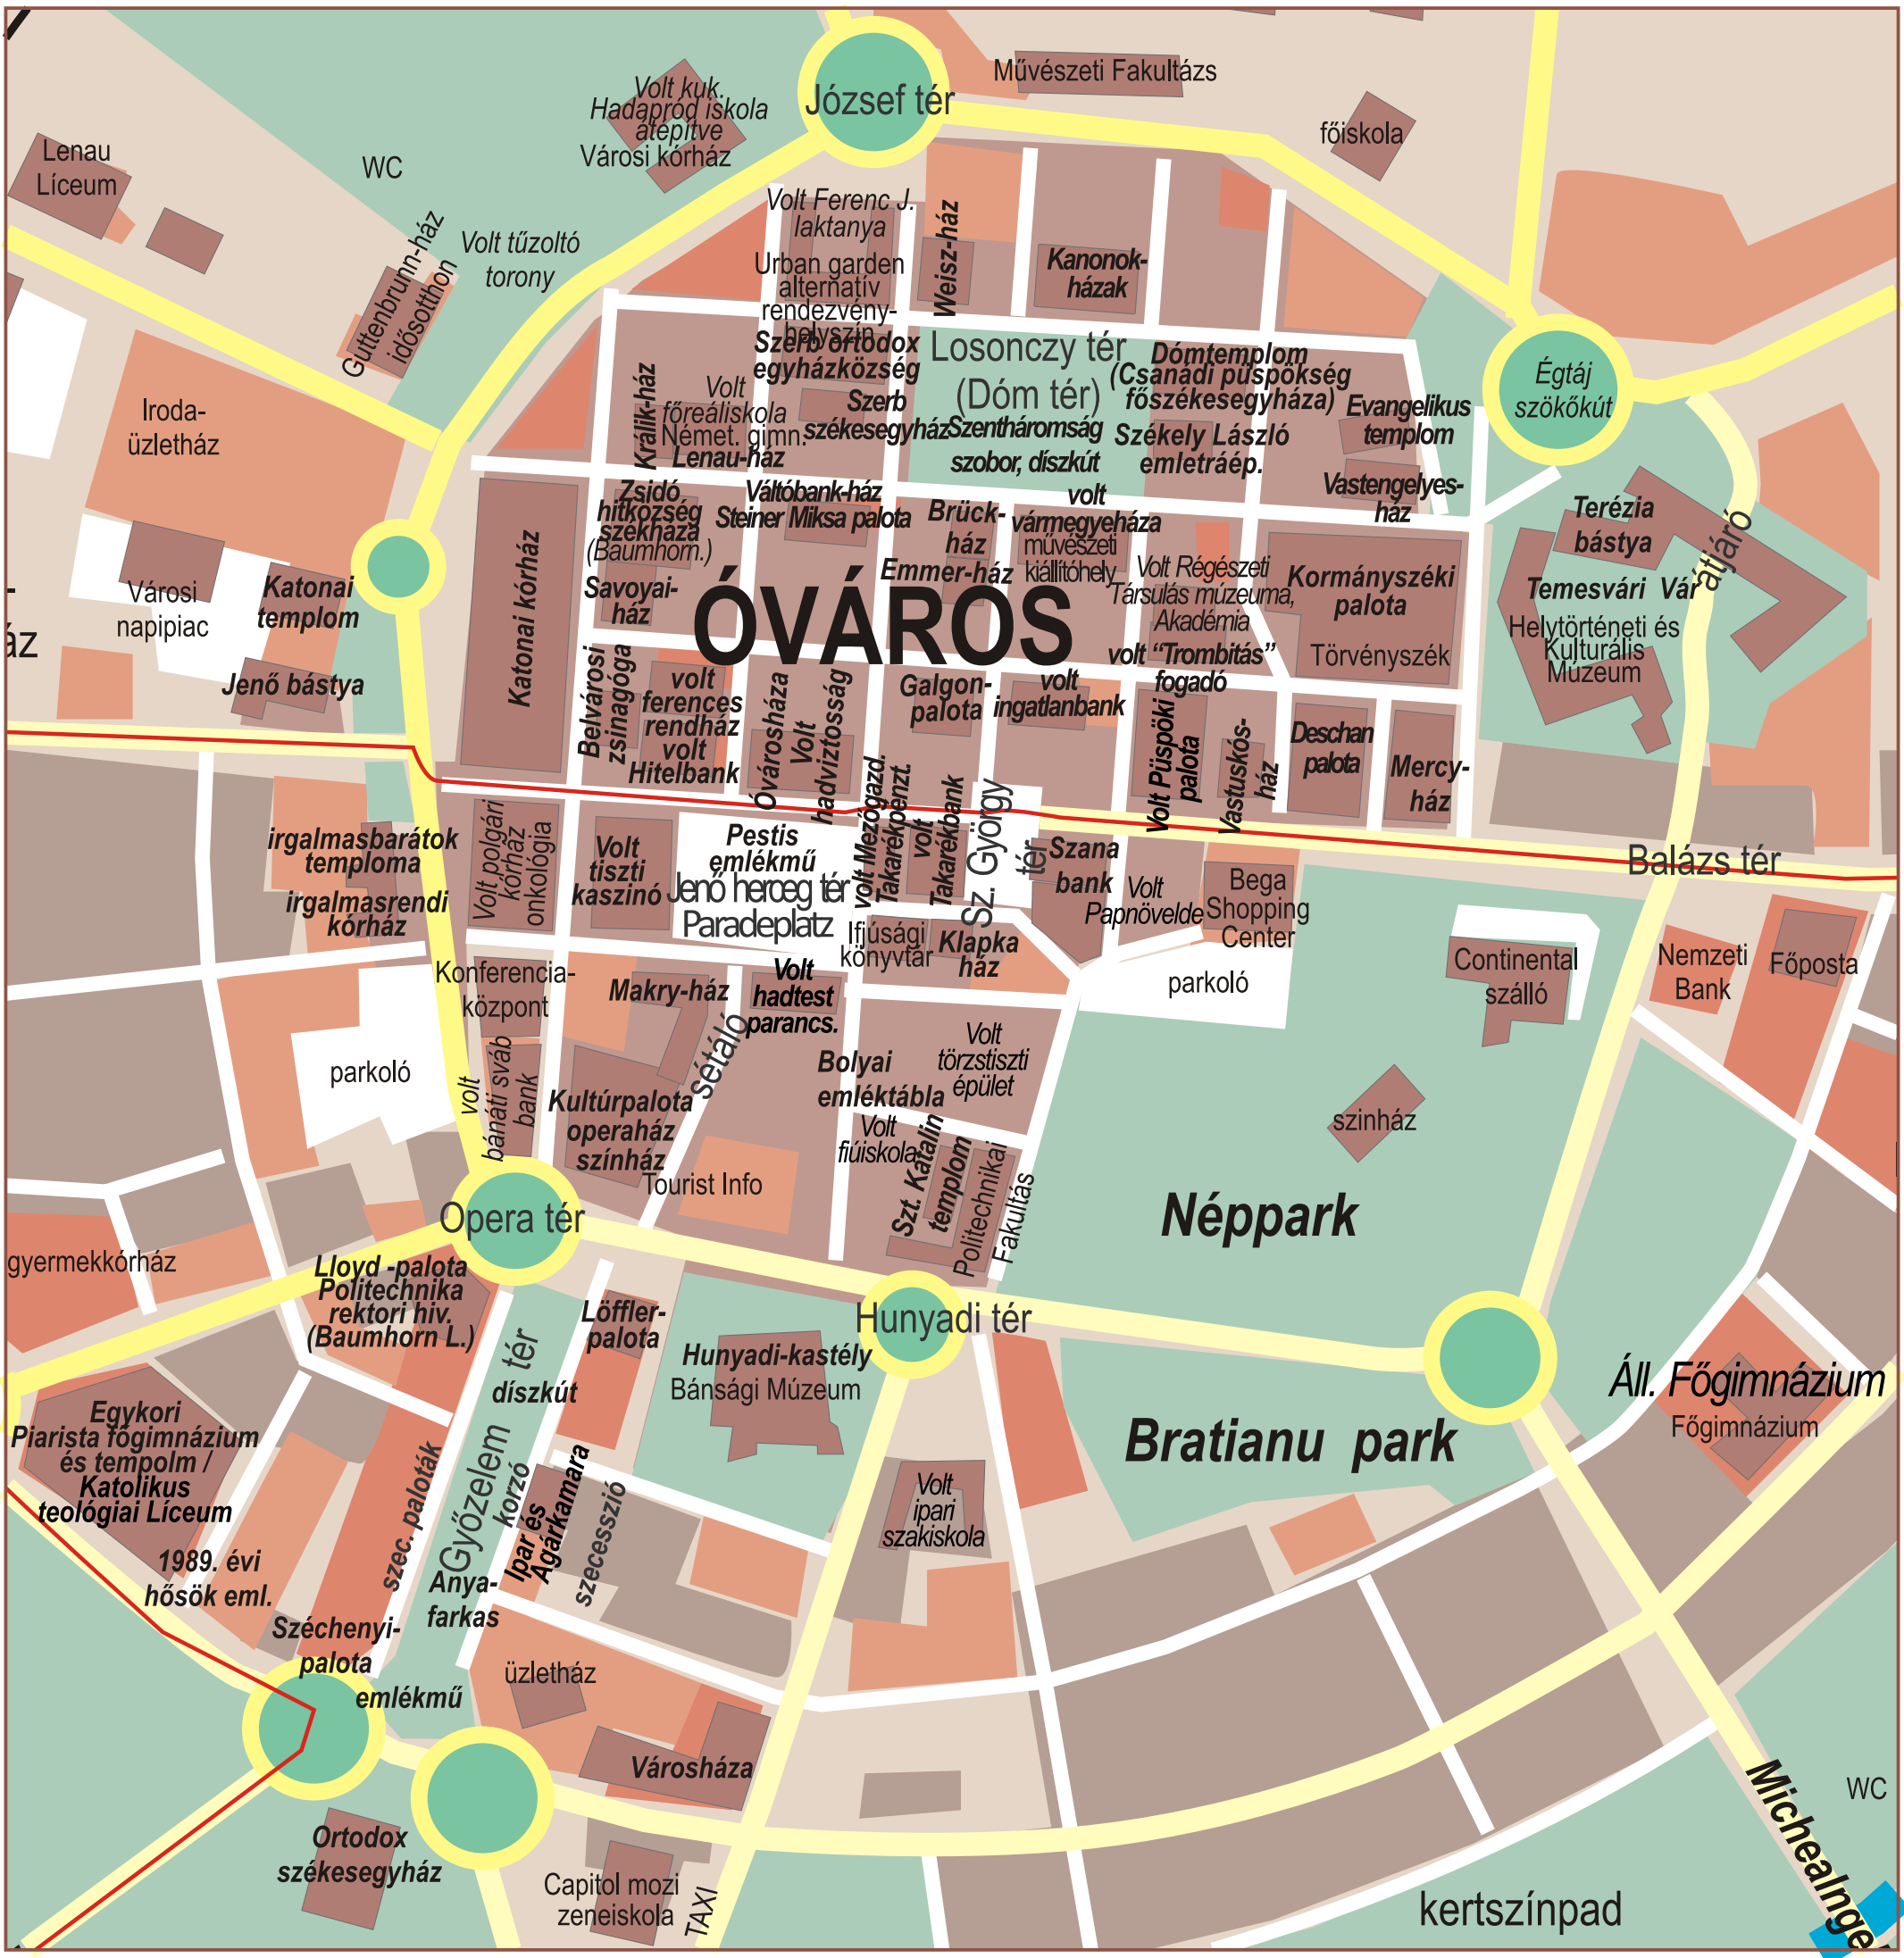 József tér
Művészeti Fakultázs
Volt kuk.
Hadapród iskola
átepítve
Városi kórház
főiskola
Lenau
Líceum
WC
Guttenbrunn-ház
idősotthon
Volt tűzoltó
torony
Volt Ferenc J.
laktanya
Urban garden
alternatív
rendezvény-
helyszín
Weisz-ház
Kanonok-
házak
Égtáj
szökőkút
Iroda-
üzletház
Králik-ház
Volt
főreáliskola
Német. gimn.
Lenau-ház
Szerb ortodox
egyházközség
Szerb
székesegyház
Losonczy tér
(Dóm tér)
Szentháromság
szobor, díszkút
Dómtemplom
(Csanádi püspökség
főszékesegyháza)
Székely László
emletráép.
Evangelikus
templom
Vastengelyes-
ház
Zsidó
hitközség
székháza
(Baumhorn.)
Savoyai-
ház
Váltóbank-ház
Steiner Miksa palota
Brück-
ház
Emmer-ház
volt
vármegyeháza
művészeti
kiállítóhely
Volt Régészeti
Társulás múzeuma,
Akadémia
volt “Trombitás”
fogadó
Kormányszéki
palota
Törvényszék
Terézia
bástya
Temesvári Vár
Helytörténeti és
Kulturális
Múzeum
átjáró
Városi
napipiac
Katonai
templom
Jenő bástya
-
áz
Katonai kórház
ÓVÁROS
Belvárosi
zsinagóga
volt
ferences
rendház
volt
Hitelbank
Óvárosháza
Volt
hadviztosság
Galgon-
palota
volt
ingatlanbank
Volt Püspöki
palota
Vastuskós-
ház
Deschan
palota
Mercy-
ház
irgalmasbarátok
temploma
irgalmasrendi
kórház
Volt polgári
kórház
onkológia
Volt
tiszti
kaszinó
Pestis
emlékmű
Jenő herceg tér
Paradeplatz
volt Mezőgazd.
Takarékpénzt.
volt
Takarékbank
Sz. György
tér
Szana
bank
Volt
Papnövelde
Bega
Shopping
Center
Balázs tér
Ifjúsági
könyvtár
Klapka
ház
parkoló
Continental
szálló
Nemzeti
Bank
Főposta
Konferencia-
központ
Makry-ház
Volt
hadtest
parancs.
sétáló
parkoló
volt
bánáti sváb
bank
Kultúrpalota
operaház
színház
Bolyai
emléktábla
Volt
törzstiszti
épület
Volt
fiúiskola
Szt. Katalin
templom
Politechnikai
Fakultás
szinház
Néppark
Tourist Info
Opera tér
gyermekkórház
Lloyd -palota
Politechnika
rektori hiv.
(Baumhorn L.)
Löffler-
palota
Hunyadi tér
Hunyadi-kastély
Bánsági Múzeum
Győzelem tér
díszkút
korzó
Áll. Főgimnázium
Főgimnázium
Bratianu park
Egykori
Piarista főgimnázium
és tempolm /
Katolikus
teológiai Líceum
szec. paloták
Ipar és
Agárkamara
szecesszió
Volt
ipari
szakiskola
1989. évi
hősök eml.
Anya-
farkas
Széchenyi-
palota
emlékmű
üzletház
Városháza
Ortodox
székesegyház
Capitol mozi
zeneiskola
TAXI
kertszínpad
WC
Michealnge